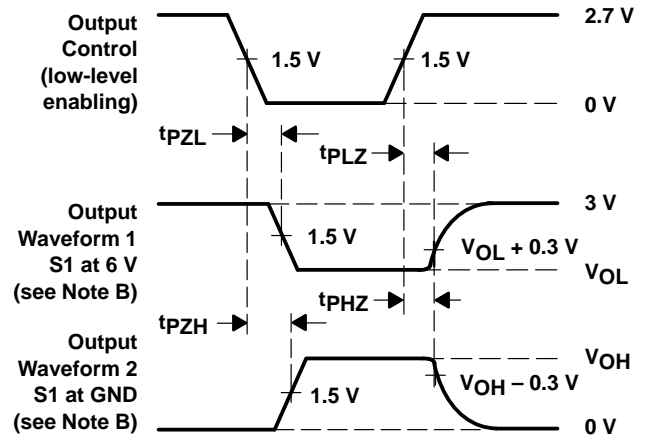 Output
Control
(low-level
enabling)
1.5 V
1.5 V
2.7 V
0 V
tPZL
tPLZ
Output
Waveform 1
S1 at 6 V
(see Note B)
1.5 V
3 V
VOL + 0.3 V
VOL
tPHZ
tPZH
Output
Waveform 2
S1 at GND
(see Note B)
1.5 V
VOH
VOH − 0.3 V
0 V